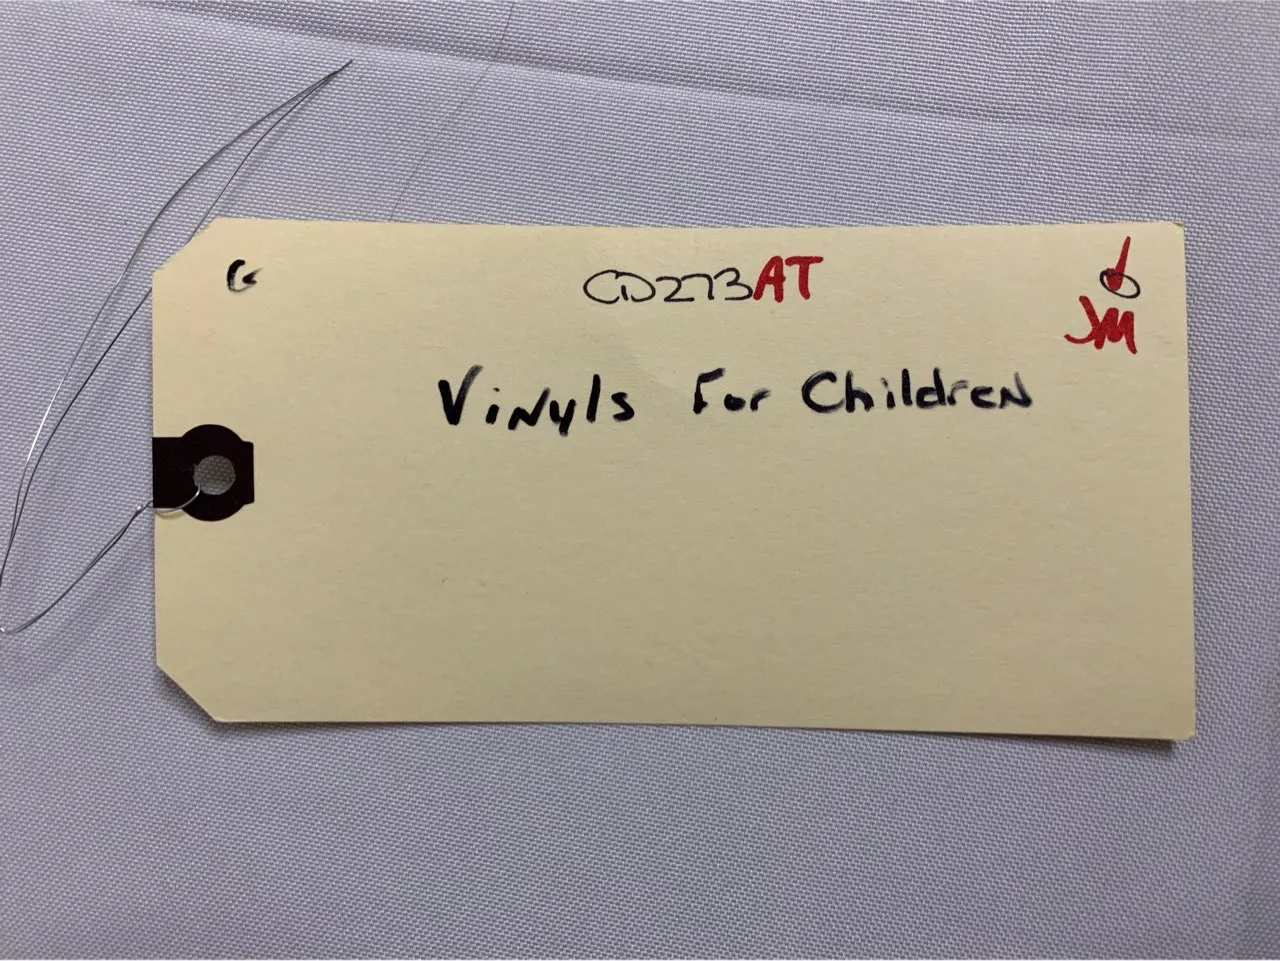 CD273AT
JM
Vinyls For Children